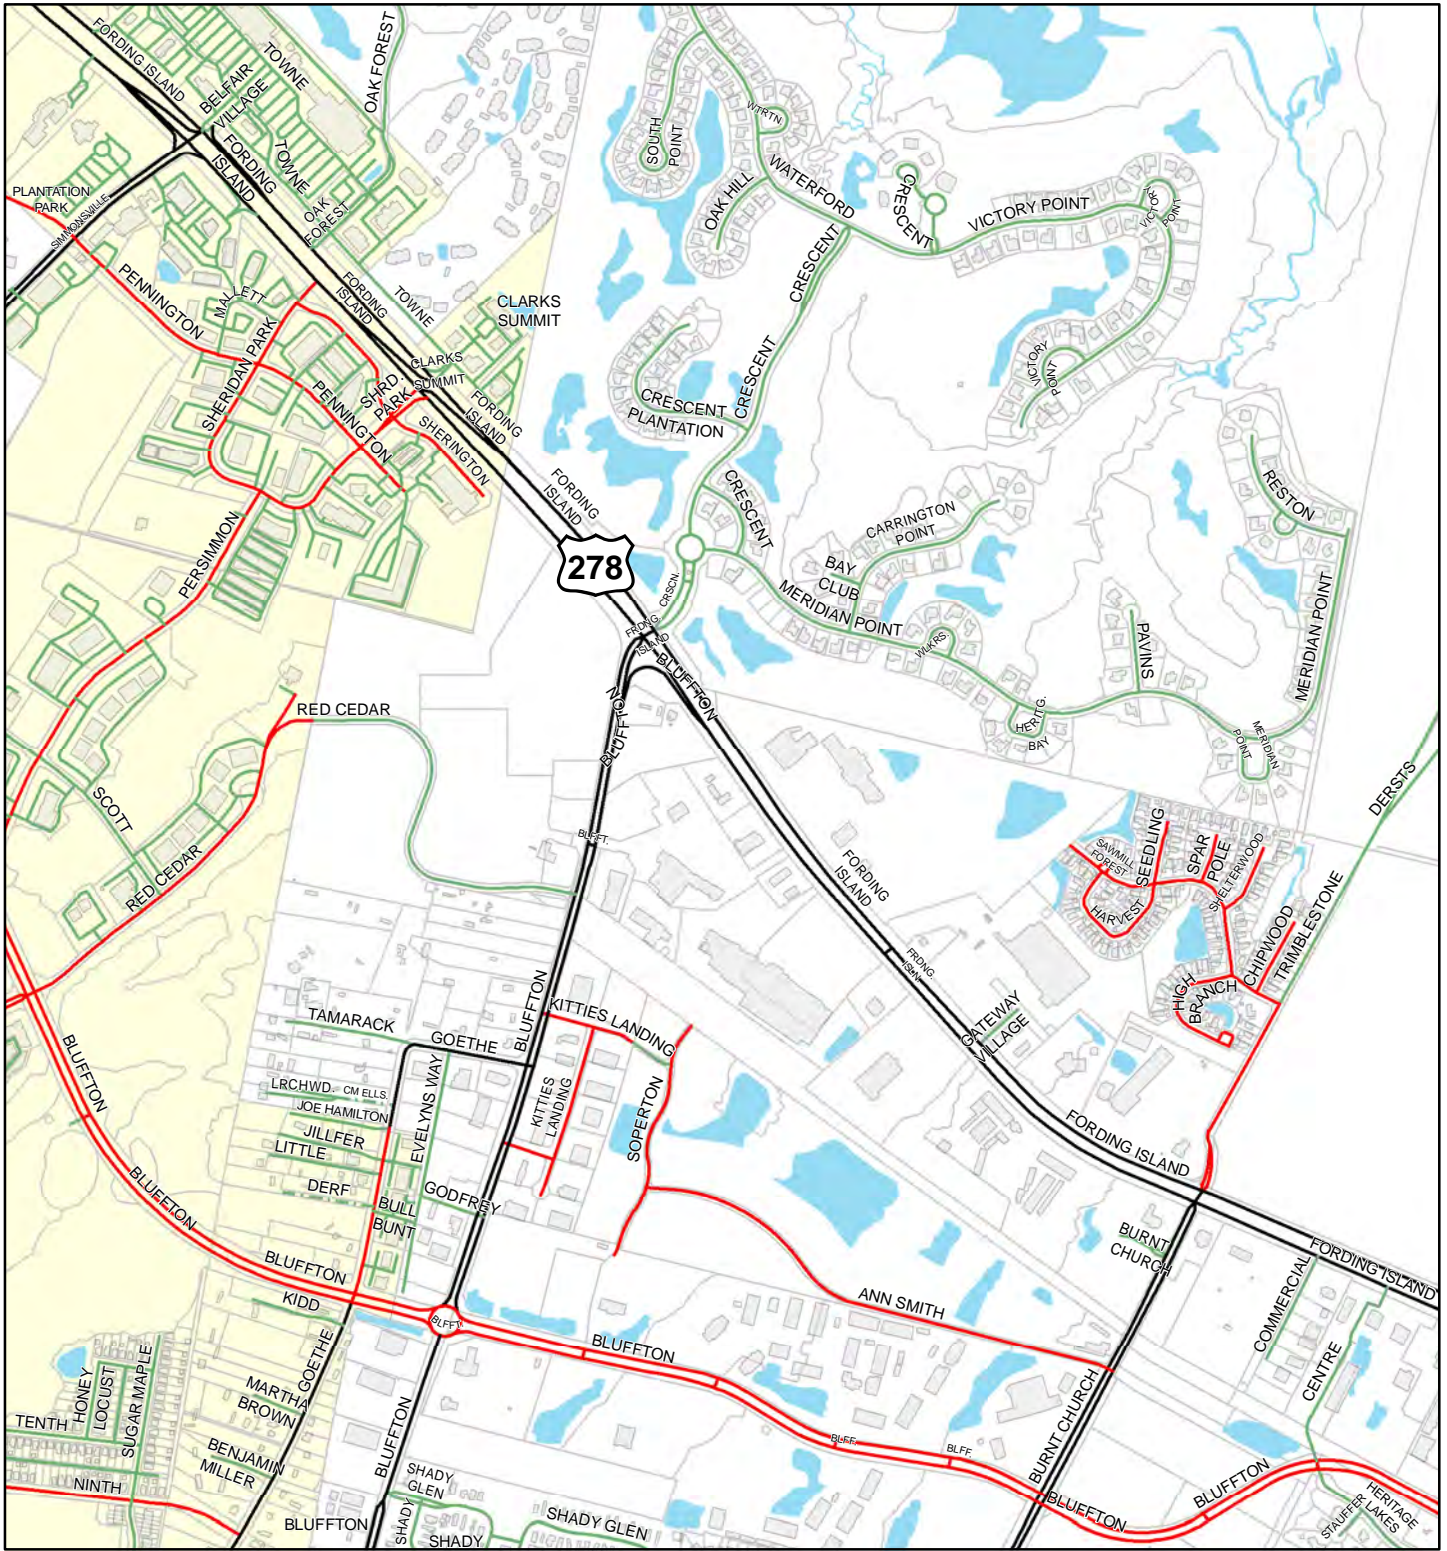 FORDING ISLAND
TOWNE
OAK FOREST
BELFAIR
VILLAGE
FORDING
ISLAND
TOWNE
OAK
FOREST
PLANTATION
PARK
SIMMONSVILLE
PENNINGTON
MALLETT
SHERIDAN PARK
FORDING
ISLAND
TOWNE
CLARKS
SUMMIT
CLARKS
SUMMIT
SHRD.
PARK
PENNINGTON
SHERINGTON
FORDING
ISLAND
FORDING
ISLAND
PERSIMMON
278
SOUTH
POINT
WTRTN.
OAK HILL
WATERFORD
CRESCENT
VICTORY POINT
VICTORY
POINT
CRESCENT
CRESCENT
VICTORY
POINT
CRESCENT
PLANTATION
CRESCENT
CARRINGTON
POINT
BAY
CLUB
RESTON
CRSCN.
MERIDIAN POINT
WLKRS.
PAVINS
MERIDIAN POINT
HERITG.
BAY
MERIDIAN
POINT
FRDNG.
ISLAND
BLUFFTON
BLUFFTON
RED CEDAR
SCOTT
RED CEDAR
BLFFT.
FORDING
ISLAND
DERSTS
SAWMILL
FOREST
SEEDLING
SPAR
POLE
SHELTERWOOD
HARVEST
CHIPWOOD
TRIMBLESTONE
HIGH
BRANCH
FRDNG.
ISLN.
GATEWAY
VILLAGE
BLUFFTON
KITTIES LANDING
TAMARACK
GOETHE
BLUFFTON
LRCHWD.
CM ELLS.
JOE HAMILTON
JILLFER
LITTLE
EVELYNS WAY
KITTIES
LANDING
SOPERTON
DERF
BULL
BUNT
GODFREY
FORDING ISLAND
BLUFFTON
BLUFFTON
KIDD
BLFFT.
BURNT
CHURCH
COMMERCIAL
FORDING ISLAND
ANN SMITH
BLUFFTON
CENTRE
GOETHE
HONEY
LOCUST
SUGAR MAPLE
TENTH
MARTHA
BROWN
BENJAMIN
MILLER
NINTH
BLUFFTON
BLUFFTON
SHADY
GLEN
SHADY
SHADY
SHADY GLEN
BLFF.
BLFF.
BURNT CHURCH
BLUFFTON
BLUFFTON
HERITAGE
LAKES
STAUFFER